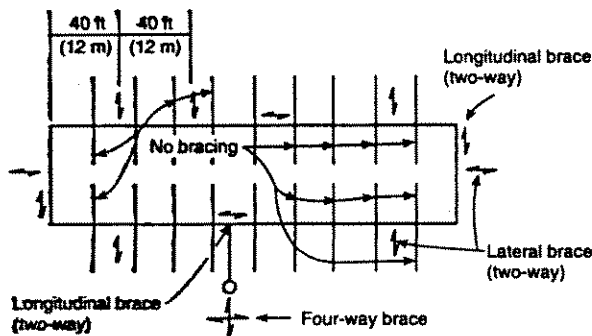 40 ft 40 ft
(12 m) (12 m)
Longitudinal brace
(two-way)
No bracing
Lateral brace
(two-way)
Longitudinal brace
(two-way)
Four-way brace